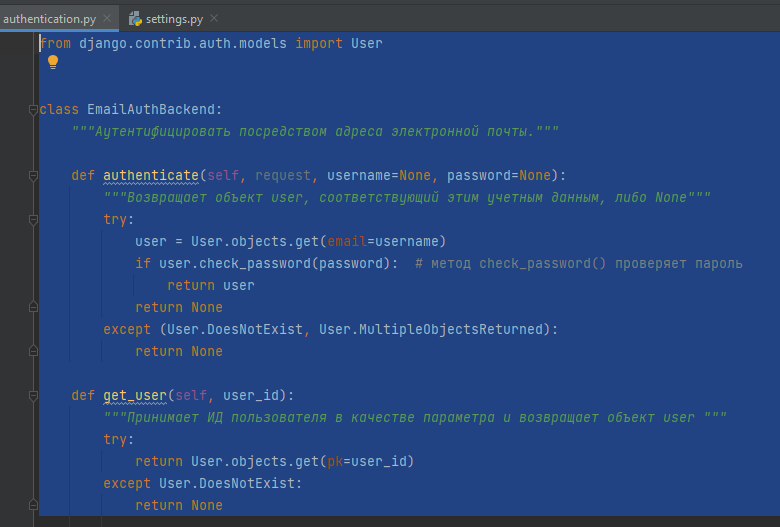 authentication.py
settings.py
from django.contrib.auth.models import User
class EmailAuthBackend:
"""Аутентифицировать посредством адреса электронной почты."""
def authenticate(self, request, username=None, password=None):
"""Возвращает объект user, соответствующий этим учетным данным, либо None"""
try:
user = User.objects.get(email=username)
if user.check_password(password):  # метод check_password() проверяет пароль
return user
return None
except (User.DoesNotExist, User.MultipleObjectsReturned):
return None
def get_user(self, user_id):
"""Принимает ИД пользователя в качестве параметра и возвращает объект user """
try:
return User.objects.get(pk=user_id)
except User.DoesNotExist:
return None